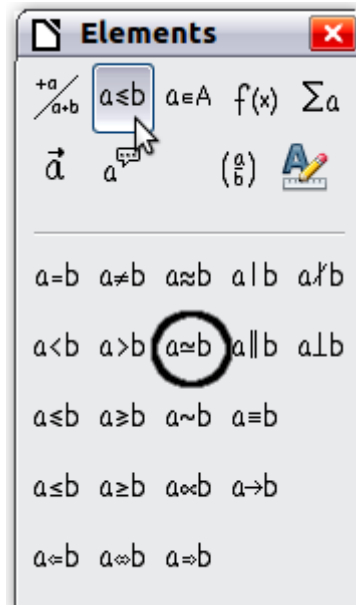 Elements
+a/a+b a≤b a∈A f(x) Σa
a⃗ a (a/b) A
a=b a≠b a≈b a∣b a∤b
a<b a>b a≃b a∥b a⊥b
a⩽b a⩾b a~b a≡b
a≤b a≥b a∝b a→b
a⇐b a⇔b a⇒b